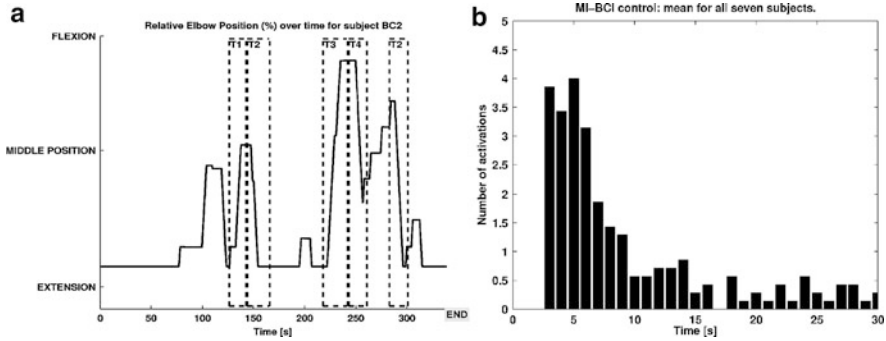 a
Relative Elbow Position (%) over time for subject BC2
FLEXION
T1 T2 T3 T4 T2
MIDDLE POSITION
EXTENSION
0 50 100 150 200 250 300 END
Time [s]
b
MI–BCI control: mean for all seven subjects.
5
4.5
4
3.5
3
2.5
2
1.5
1
0.5
0
Number of activations
0 5 10 15 20 25 30
Time [s]